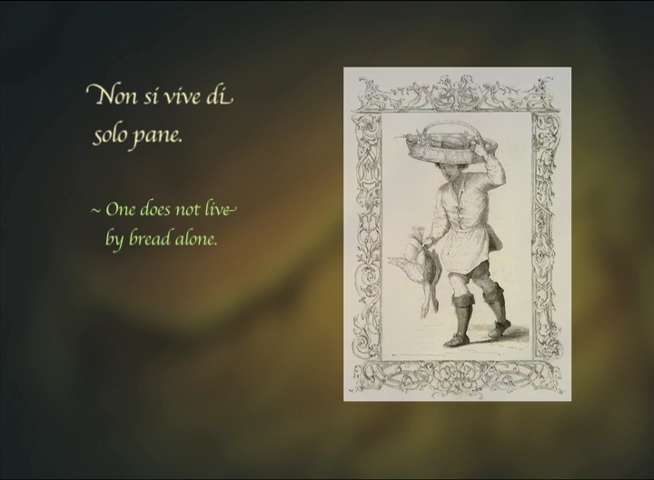 Non si vive di
solo pane.
~ One does not live
by bread alone.